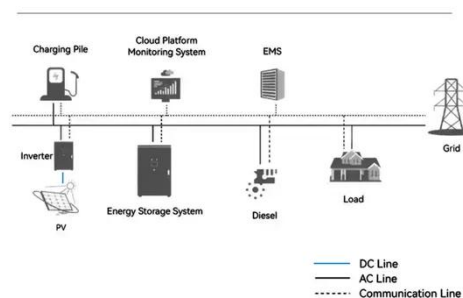 Charging Pile
Cloud Platform
Monitoring System
EMS
Inverter
Grid
PV
Energy Storage System
Diesel
Load
DC Line
AC Line
Communication Line